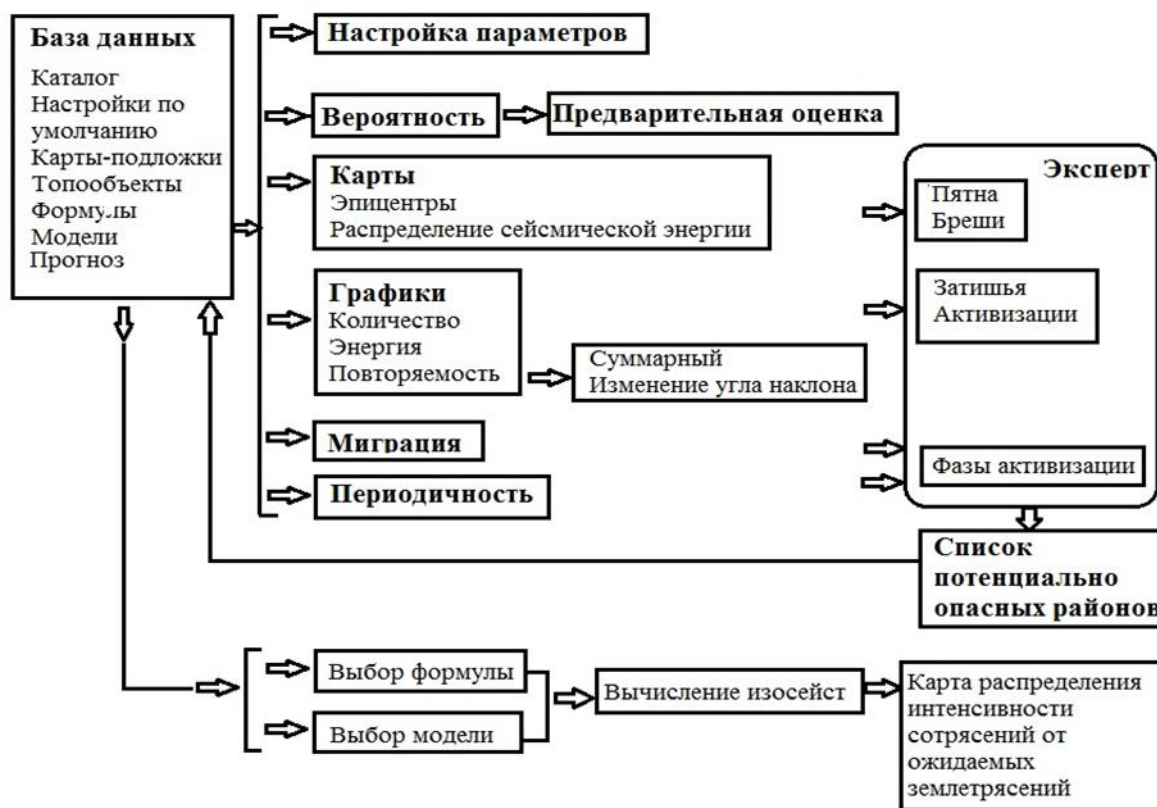 База данных
Каталог
Настройки по
умолчанию
Карты-подложки
Топообъекты
Формулы
Модели
Прогноз
Настройка параметров
Вероятность
Предварительная оценка
Карты
Эпицентры
Распределение сейсмической энергии
Графики
Количество
Энергия
Повторяемость
Суммарный
Изменение угла наклона
Миграция
Периодичность
Эксперт
Пятна
Бреши
Затишья
Активизации
Фазы активизации
Список
потенциально
опасных районов
Выбор формулы
Выбор модели
Вычисление изосейст
Карта распределения
интенсивности
сотрясений от
ожидаемых
землетрясений